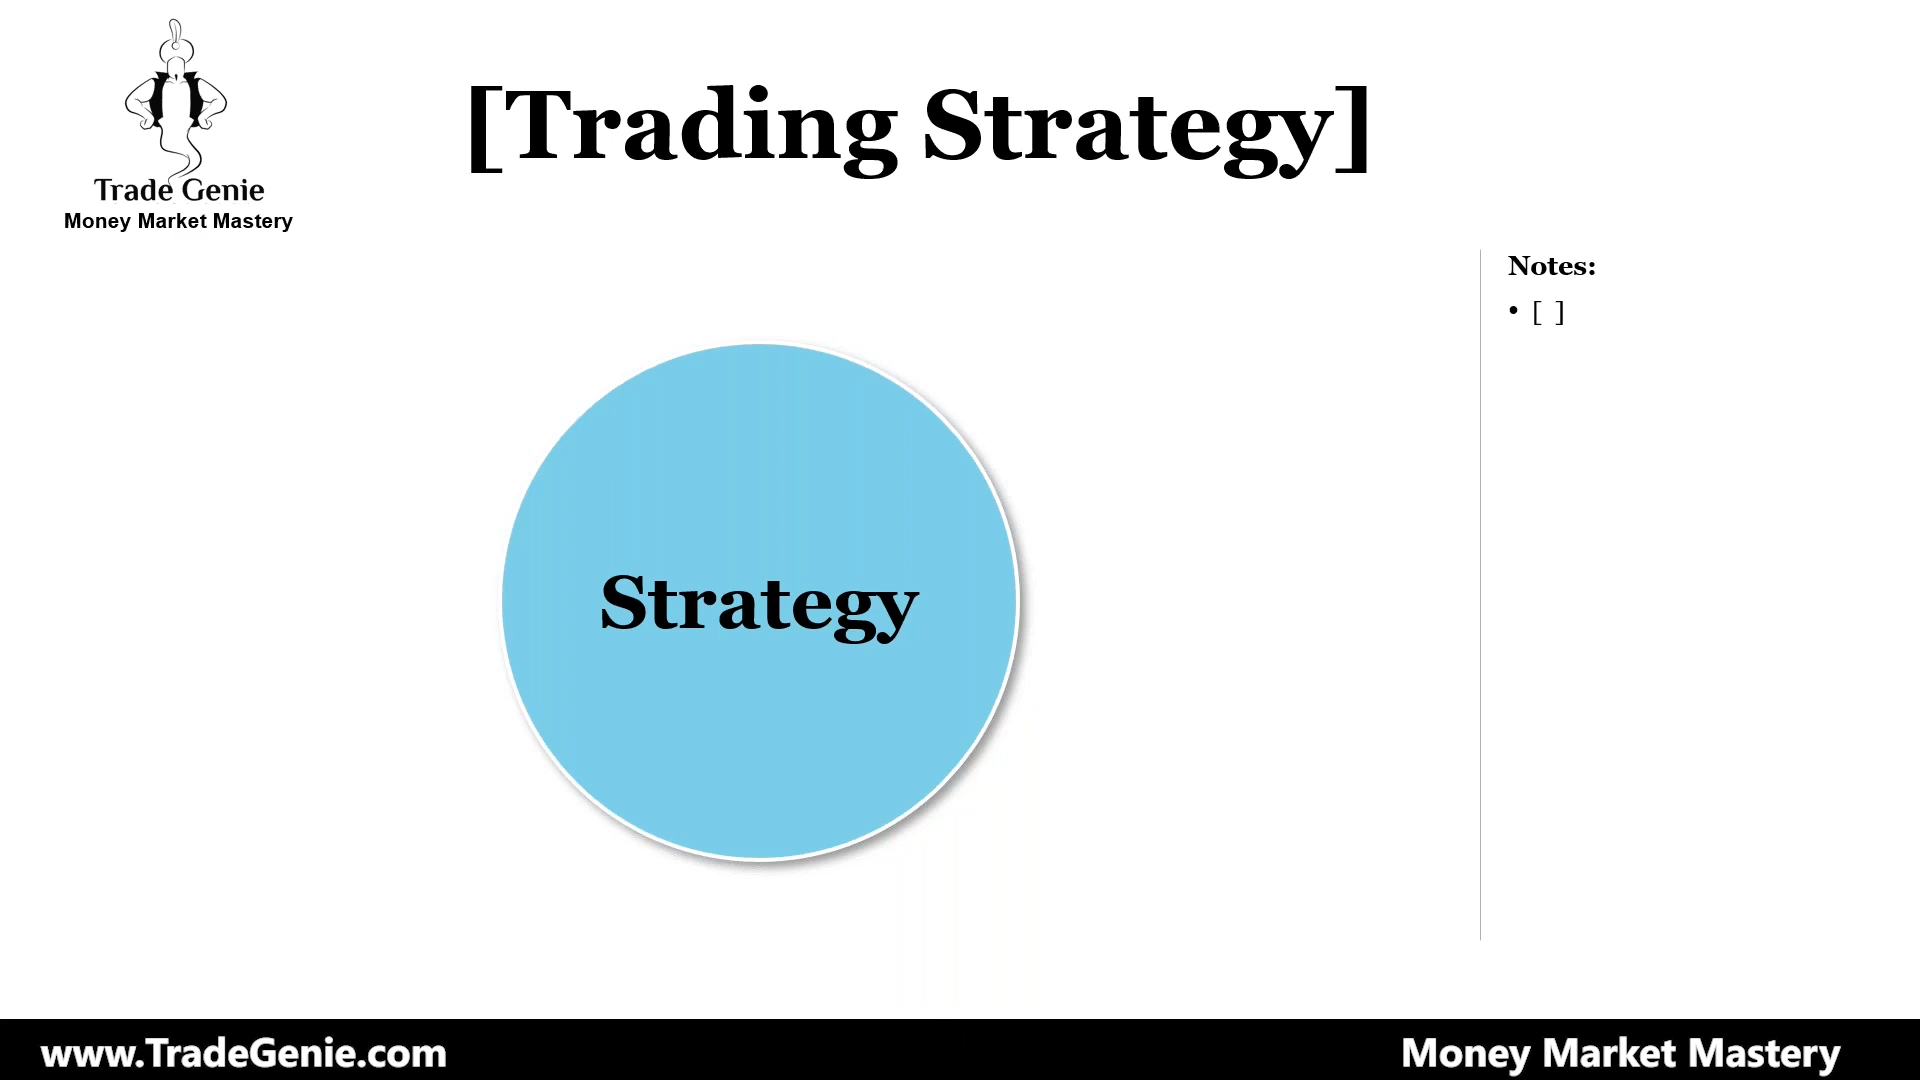 Trade Genie
Money Market Mastery
[Trading Strategy]
Notes:
• [ ]
Strategy
www.TradeGenie.com
Money Market Mastery